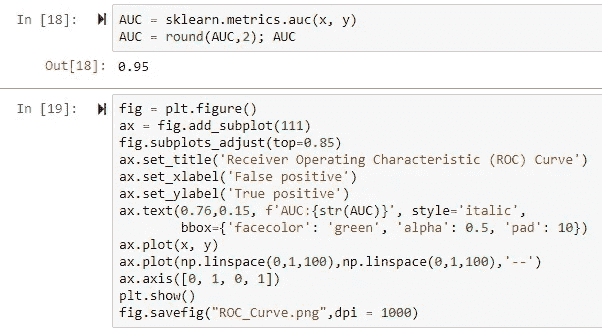 In [18]: AUC = sklearn.metrics.auc(x, y)
AUC = round(AUC,2); AUC
Out[18]: 0.95
In [19]: fig = plt.figure()
ax = fig.add_subplot(111)
fig.subplots_adjust(top=0.85)
ax.set_title('Receiver Operating Characteristic (ROC) Curve')
ax.set_xlabel('False positive')
ax.set_ylabel('True positive')
ax.text(0.76,0.15, f'AUC:{str(AUC)}', style='italic',
        bbox={'facecolor': 'green', 'alpha': 0.5, 'pad': 10})
ax.plot(x, y)
ax.plot(np.linspace(0,1,100),np.linspace(0,1,100),'--')
ax.axis([0, 1, 0, 1])
plt.show()
fig.savefig("ROC_Curve.png",dpi = 1000)